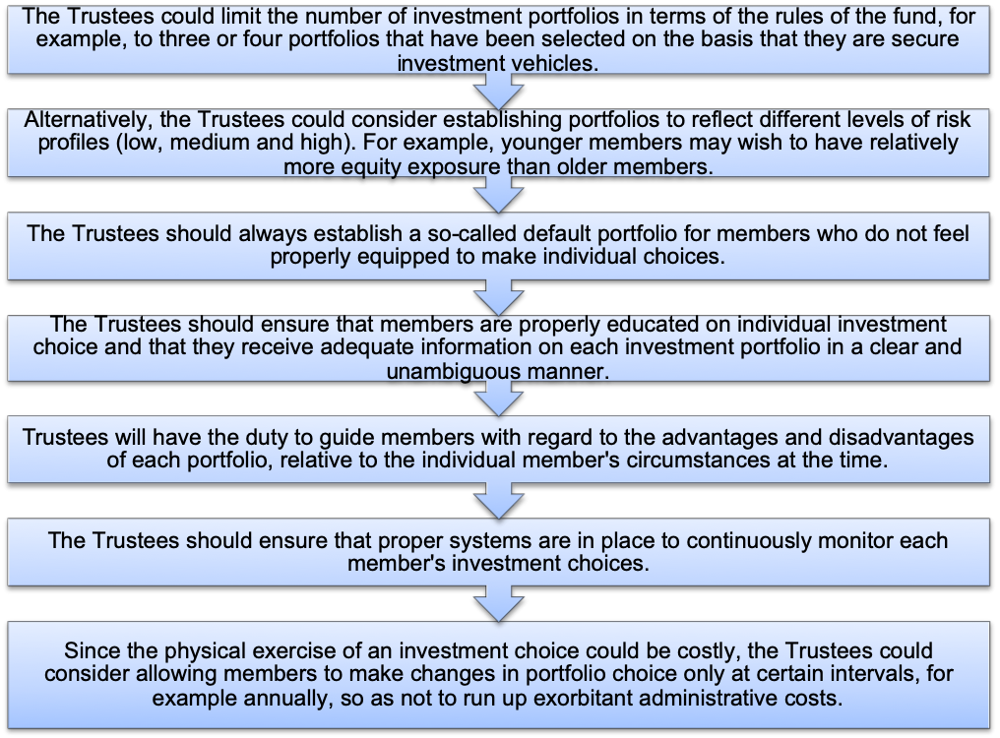 The Trustees could limit the number of investment portfolios in terms of the rules of the fund, for
example, to three or four portfolios that have been selected on the basis that they are secure
investment vehicles.
Alternatively, the Trustees could consider establishing portfolios to reflect different levels of risk
profiles (low, medium and high). For example, younger members may wish to have relatively
more equity exposure than older members.
The Trustees should always establish a so-called default portfolio for members who do not feel
properly equipped to make individual choices.
The Trustees should ensure that members are properly educated on individual investment
choice and that they receive adequate information on each investment portfolio in a clear and
unambiguous manner.
Trustees will have the duty to guide members with regard to the advantages and disadvantages
of each portfolio, relative to the individual member's circumstances at the time.
The Trustees should ensure that proper systems are in place to continuously monitor each
member's investment choices.
Since the physical exercise of an investment choice could be costly, the Trustees could
consider allowing members to make changes in portfolio choice only at certain intervals, for
example annually, so as not to run up exorbitant administrative costs.